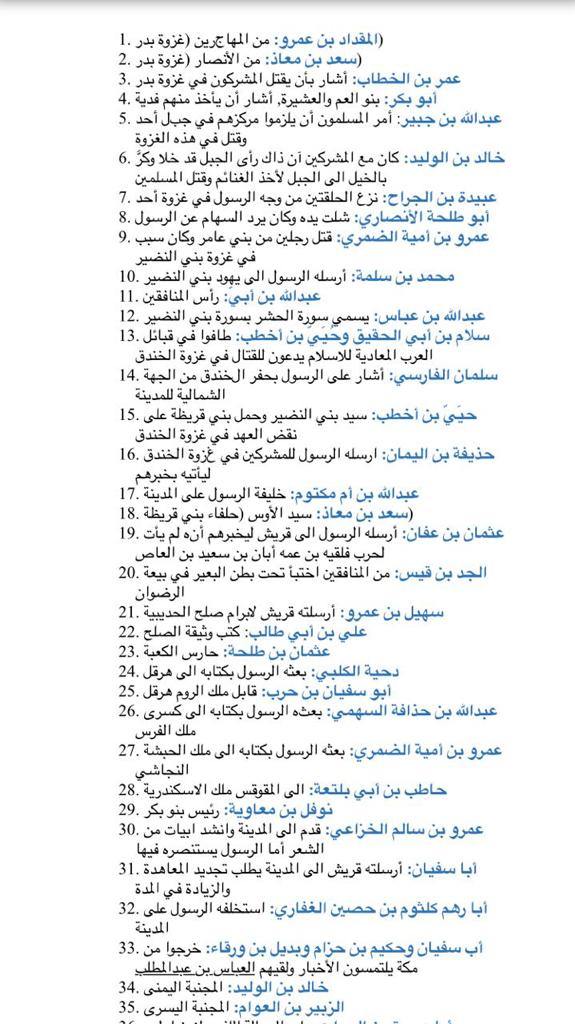 1. المقداد بن عمرو: من المهاجرين (غزوة بدر)
2. سعد بن معاذ: من الأنصار (غزوة بدر)
3. عمر بن الخطاب: أشار بأن يقتل المشركون في غزوة بدر
4. أبو بكر: بنو العم والعشيرة, أشار أن يأخذ منهم فدية
5. عبدالله بن جبير: أمر المسلمون أن يلزموا مركزهم في جبل أحد
وقتل في هذه الغزوة
6. خالد بن الوليد: كان مع المشركين آن ذاك رأى الجبل قد خلا وكرَّ
بالخيل الى الجبل لأخذ الغنائم وقتل المسلمين
7. عبيدة بن الجراح: نزع الحلقتين من وجه الرسول في غزوة أحد
8. أبو طلحة الأنصاري: شلت يده وكان يرد السهام عن الرسول
9. عمرو بن أمية الضمري: قتل رجلين من بني عامر وكان سبب
في غزوة بني النضير
10. محمد بن سلمة: أرسله الرسول الى يهود بني النضير
11. عبدالله بن أبي: رأس المنافقين
12. عبدالله بن عباس: يسمي سورة الحشر بسورة بني النضير
13. سلام بن أبي الحقيق وحُيَي بن أخطب: طافوا في قبائل
العرب المعادية للاسلام يدعون للقتال في غزوة الخندق
14. سلمان الفارسي: أشار على الرسول بحفر الخندق من الجهة
الشمالية للمدينة
15. حيَيّ بن أخطب: سيد بني النضير وحمل بني قريظة على
نقض العهد في غزوة الخندق
16. حذيفة بن اليمان: ارسله الرسول للمشركين في غزوة الخندق
ليأتيه بخبرهم
17. عبدالله بن أم مكتوم: خليفة الرسول على المدينة
18. سعد بن معاذ: سيد الأوس (حلفاء بني قريظة)
19. عثمان بن عفان: أرسله الرسول الى قريش ليخبرهم أنه لم يأت
لحرب فلقيه بن عمه أبان بن سعيد بن العاص
20. الجد بن قيس: من المنافقين اختبأ تحت بطن البعير في بيعة
الرضوان
21. سهيل بن عمرو: أرسلته قريش لابرام صلح الحديبية
22. علي بن أبي طالب: كتب وثيقة الصلح
23. عثمان بن طلحة: حارس الكعبة
24. دحية الكلبي: بعثه الرسول بكتابه الى هرقل
25. أبو سفيان بن حرب: قابل ملك الروم هرقل
26. عبدالله بن حذافة السهمي: بعثه الرسول بكتابه الى كسرى
ملك الفرس
27. عمرو بن أمية الضمري: بعثه الرسول بكتابه الى ملك الحبشة
النجاشي
28. حاطب بن أبي بلتعة: الى المقوقس ملك الاسكندرية
29. نوفل بن معاوية: رئيس بنو بكر
30. عمرو بن سالم الخزاعي: قدم الى المدينة وانشد ابيات من
الشعر أما الرسول يستنصره فيها
31. أبا سفيان: أرسلته قريش الى المدينة يطلب تجديد المعاهدة
والزيادة في المدة
32. أبا رهم كلثوم بن حصين الغفاري: استخلفه الرسول على
المدينة
33. أب سفيان وحكيم بن حزام وبديل بن ورقاء: خرجوا من
مكة يلتمسون الأخبار ولقيهم العباس بن عبدالمطلب
34. خالد بن الوليد: المجنبة اليمنى
35. الزبير بن العوام: المجنبة اليسرى